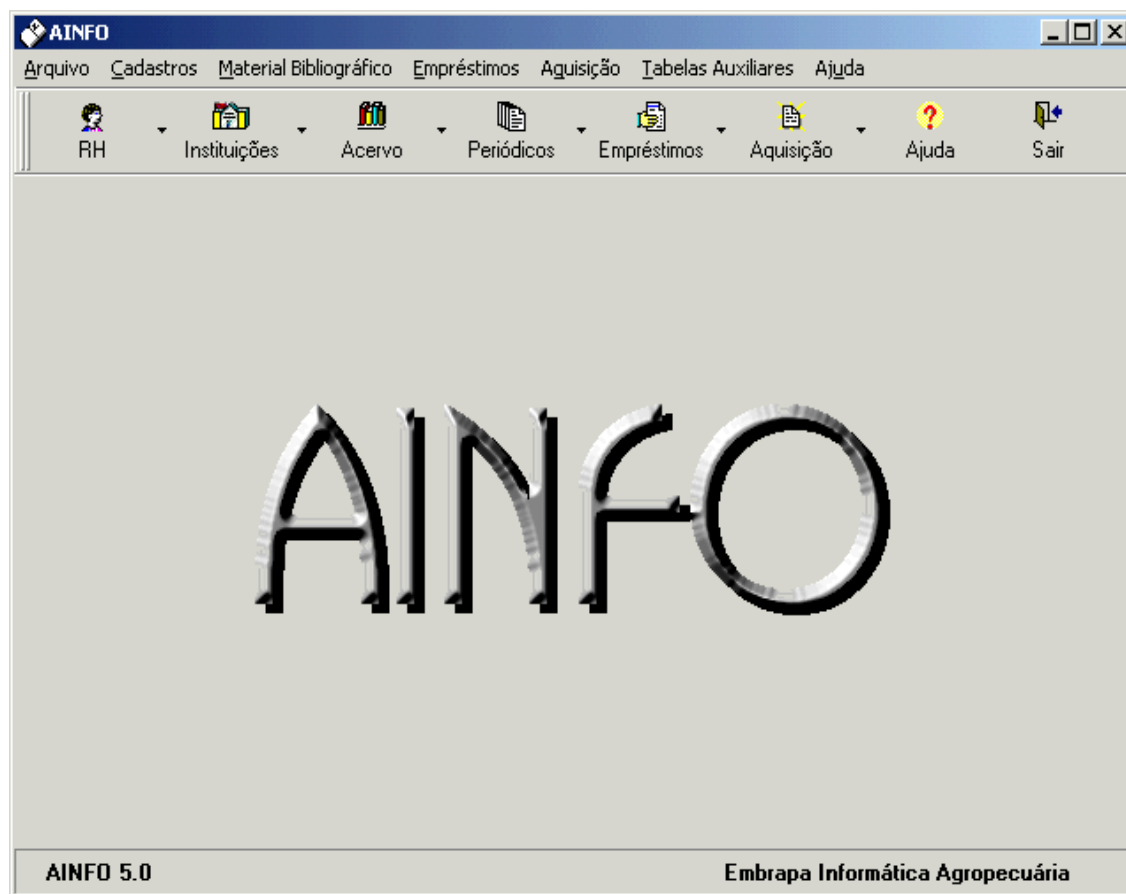 AINFO
Arquivo Cadastros Material Bibliográfico Empréstimos Aquisição Tabelas Auxiliares Ajuda
RH Instituições Acervo Periódicos Empréstimos Aquisição Ajuda Sair
AINFO
AINFO 5.0 Embrapa Informática Agropecuária